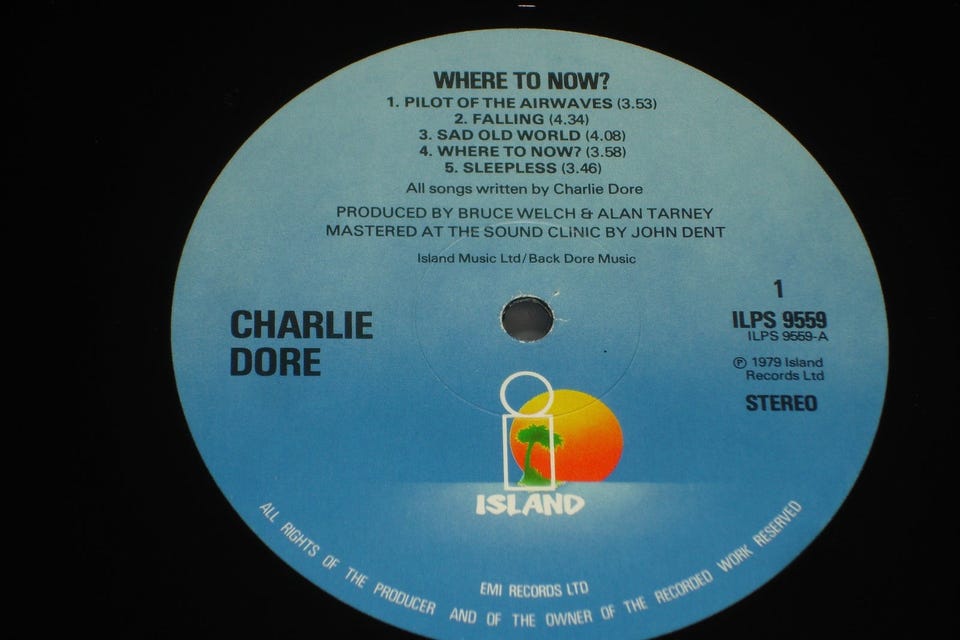 WHERE TO NOW?
1. PILOT OF THE AIRWAVES (3.53)
2. FALLING (4.34)
3. SAD OLD WORLD (4.08)
4. WHERE TO NOW? (3.58)
5. SLEEPLESS (3.46)
All songs written by Charlie Dore
PRODUCED BY BRUCE WELCH & ALAN TARNEY
MASTERED AT THE SOUND CLINIC BY JOHN DENT
Island Music Ltd/Back Dore Music
CHARLIE
DORE
1
ILPS 9559
ILPS 9559-A
℗ 1979 Island
Records Ltd
STEREO
ISLAND
EMI RECORDS LTD
ALL RIGHTS OF THE PRODUCER AND OF THE OWNER OF THE RECORDED WORK RESERVED